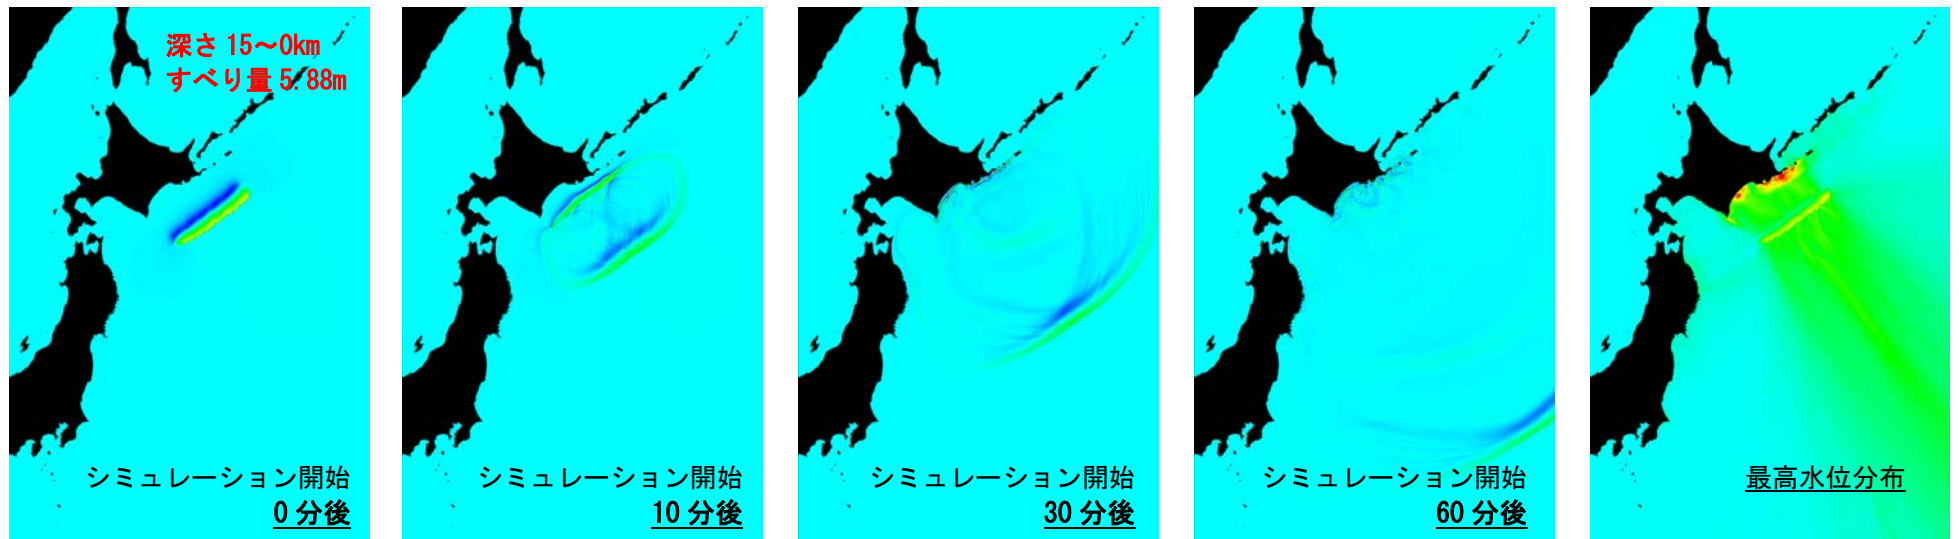 深さ 15～0km
すべり量 5.88m
シミュレーション開始
0 分後
シミュレーション開始
10 分後
シミュレーション開始
30 分後
シミュレーション開始
60 分後
最高水位分布